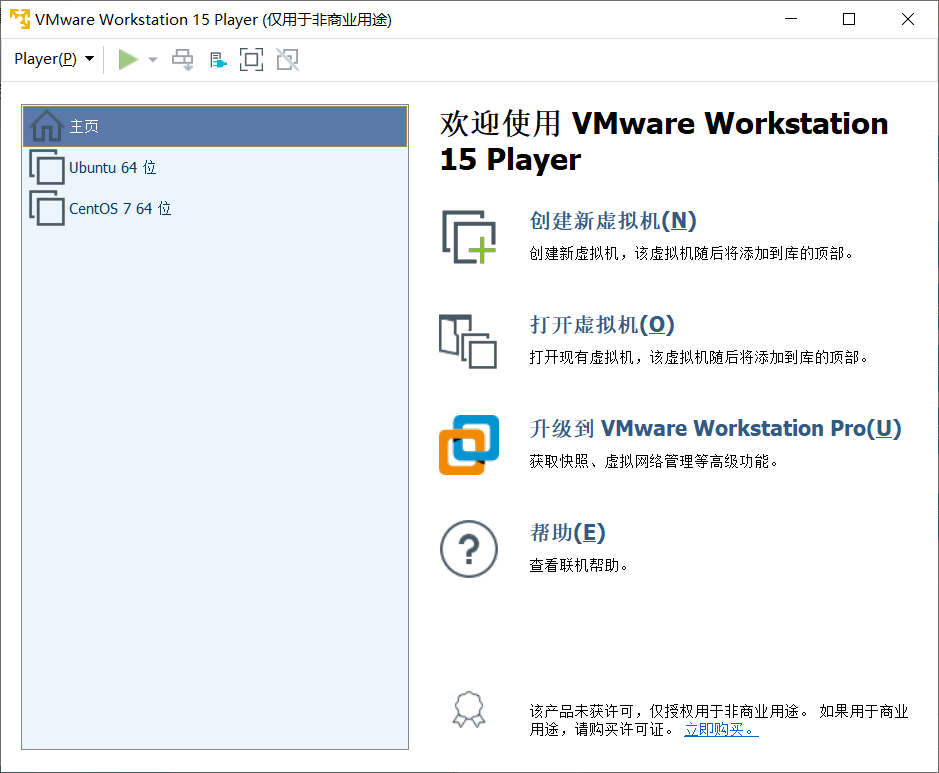 VMware Workstation 15 Player (仅用于非商业用途)
Player(P)
主页
Ubuntu 64 位
CentOS 7 64 位
欢迎使用 VMware Workstation
15 Player
创建新虚拟机(N)
创建新虚拟机，该虚拟机随后将添加到库的顶部。
打开虚拟机(O)
打开现有虚拟机，该虚拟机随后将添加到库的顶部。
升级到 VMware Workstation Pro(U)
获取快照、虚拟网络管理等高级功能。
帮助(E)
查看联机帮助。
该产品未获许可，仅授权用于非商业用途。 如果用于商业
用途，请购买许可证。 立即购买。